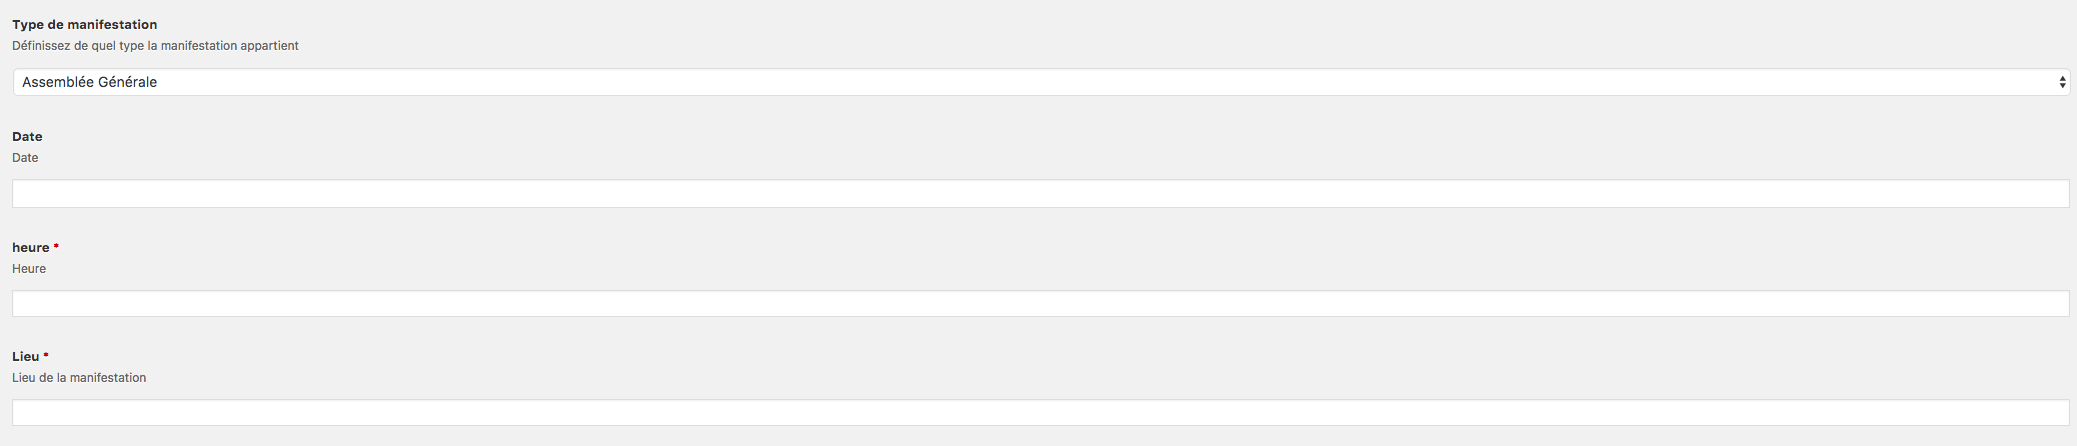 Type de manifestation
Définissez de quel type la manifestation appartient
Assemblée Générale
Date
Date
heure *
Heure
Lieu *
Lieu de la manifestation